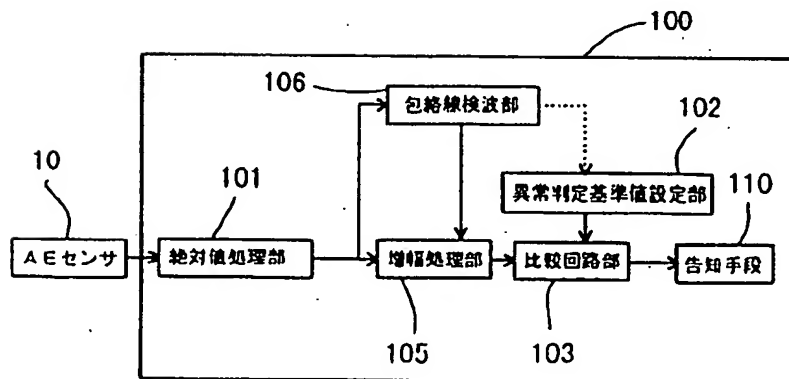 100
106
包絡線検波部
102
10
101
異常判定基準値設定部
110
AEセンサ
絶対値処理部
増幅処理部
比較回路部
告知手段
105
103